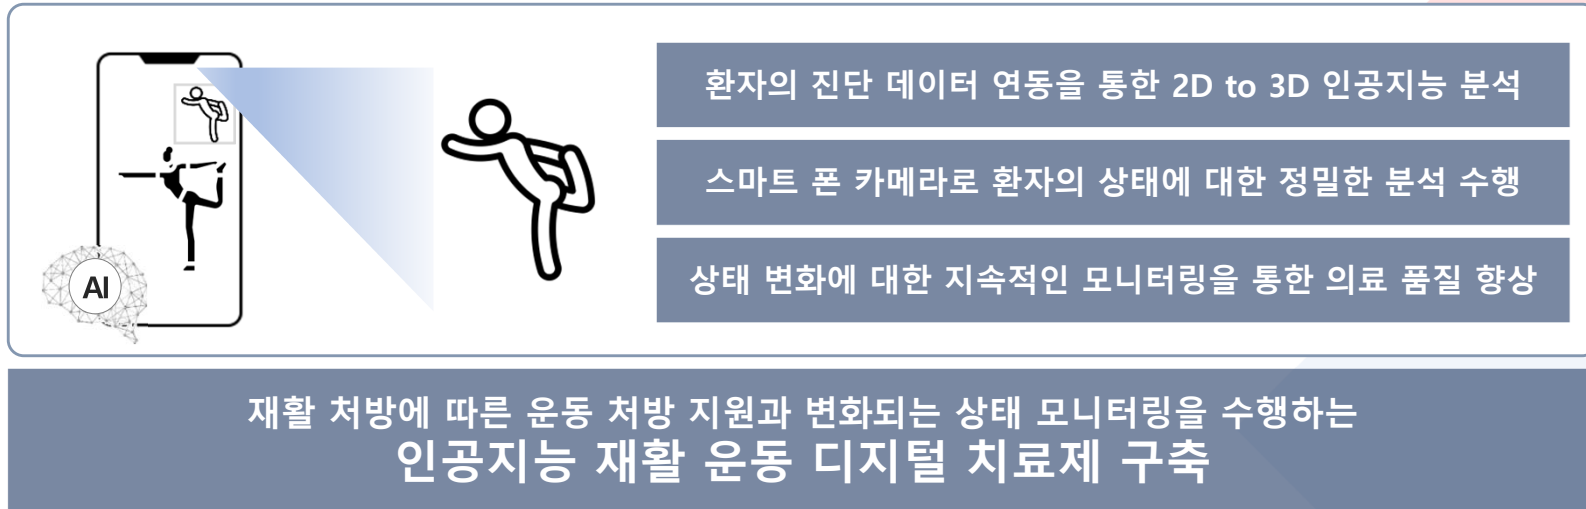 AI
환자의 진단 데이터 연동을 통한 2D to 3D 인공지능 분석
스마트 폰 카메라로 환자의 상태에 대한 정밀한 분석 수행
상태 변화에 대한 지속적인 모니터링을 통한 의료 품질 향상
재활 처방에 따른 운동 처방 지원과 변화되는 상태 모니터링을 수행하는
인공지능 재활 운동 디지털 치료제 구축